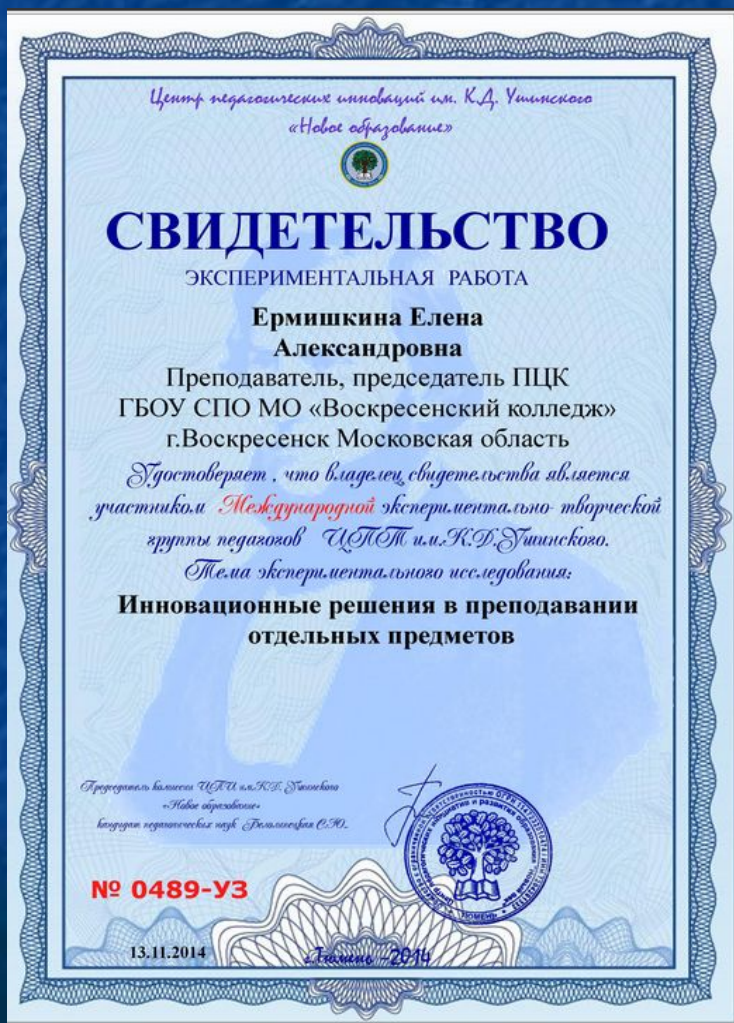 Центр педагогических инноваций им. К.Д. Ушинского
«Новое образование»
СВИДЕТЕЛЬСТВО
ЭКСПЕРИМЕНТАЛЬНАЯ РАБОТА
Ермишкина Елена
Александровна
Преподаватель, председатель ПЦК
ГБОУ СПО МО «Воскресенский колледж»
г.Воскресенск Московская область
Удостоверяет , что владелец свидетельства является
участником Международной экспериментально- творческой
группы педагогов ЦПТ им.К.Д.Ушинского.
Тема экспериментального исследования:
Инновационные решения в преподавании
отдельных предметов
Председатель комиссии ЦПИ им.К.Д. Ушинского
«Новое образование»
кандидат педагогических наук С.Ю.
ТЮМЕНЬ
№ 0489-УЗ
13.11.2014
г.Тюмень -2014